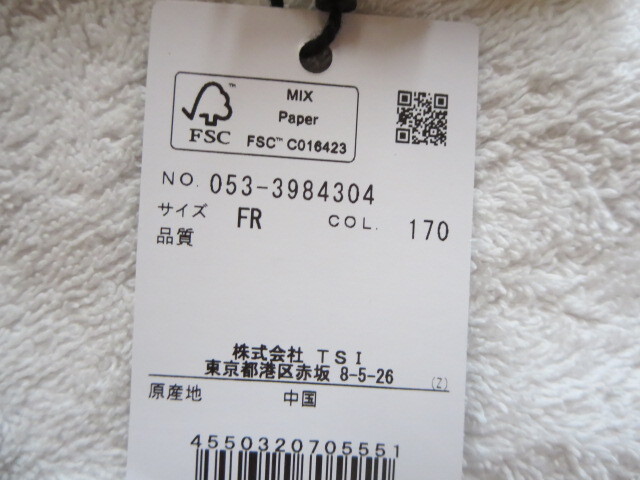 FSC
MIX
Paper
FSC™ C016423
NO. 053-3984304
サイズ FR COL. 170
品質
株式会社 TSI
東京都港区赤坂 8-5-26 (Z)
原産地 中国
4550320705551